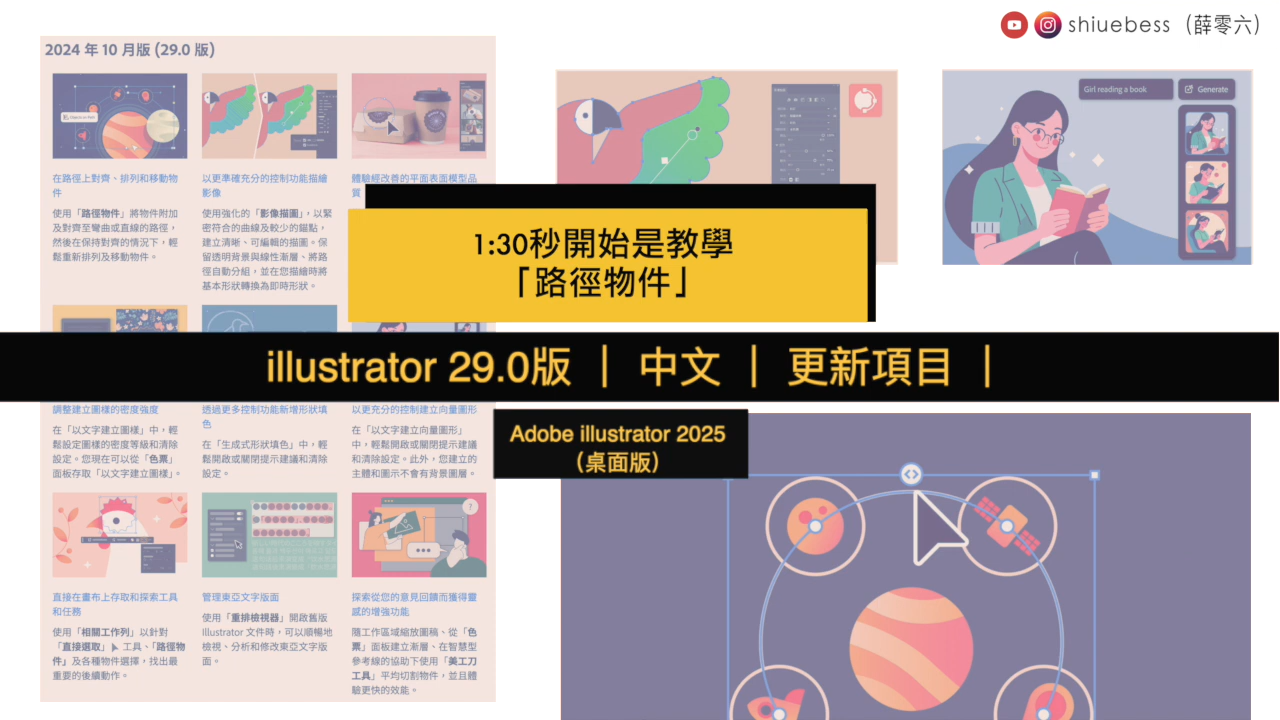 shiuebess (薛零六)
2024 年 10 月版 (29.0 版)
在路徑上對齊、排列和移動物
件
使用「路徑物件」將物件附加
及對齊至彎曲或直線的路徑，
然後在保持對齊的情況下，輕
鬆重新排列及移動物件。
以更準確充分的控制功能描繪
影像
使用強化的「影像描圖」，以緊
密符合的曲線及較少的錨點，
建立清晰、可編輯的描圖。保
留透明背景與線性漸層、將路
徑自動分組，並在您描繪時將
基本形狀轉換為即時形狀。
體驗經改善的平面表面模型品
質
Girl reading a book
Generate
1:30秒開始是教學
「路徑物件」
illustrator 29.0版 | 中文 | 更新項目 |
Adobe illustrator 2025
(桌面版)
調整建立圖樣的密度強度
在「以文字建立圖樣」中，輕
鬆設定圖樣的密度等級和清除
設定。您現在可以從「色票」
面板存取「以文字建立圖樣」。
透過更多控制功能新增形狀填
色
在「生成式形狀填色」中，輕
鬆開啟或關閉提示建議和清除
設定。
以更充分的控制建立向量圖形
在「以文字建立向量圖形」
中，輕鬆開啟或關閉提示建議
和清除設定。此外，您建立的
主體和圖示不會有背景圖層。
直接在畫布上存取和探索工具
和任務
使用「相關工作列」以針對
「直接選取」工具、「路徑物
件」及各種物件選擇，找出最
重要的後續動作。
管理東亞文字版面
使用「重排檢視器」開啟舊版
Illustrator 文件時，可以順暢地
檢視、分析和修改東亞文字版
面。
探索從您的意見回饋而獲得靈
感的增強功能
隨工作區域縮放圖稿、從「色
票」面板建立漸層、在智慧型
參考線的協助下使用「美工刀
工具」平均切割物件，並且體
驗更快的效能。